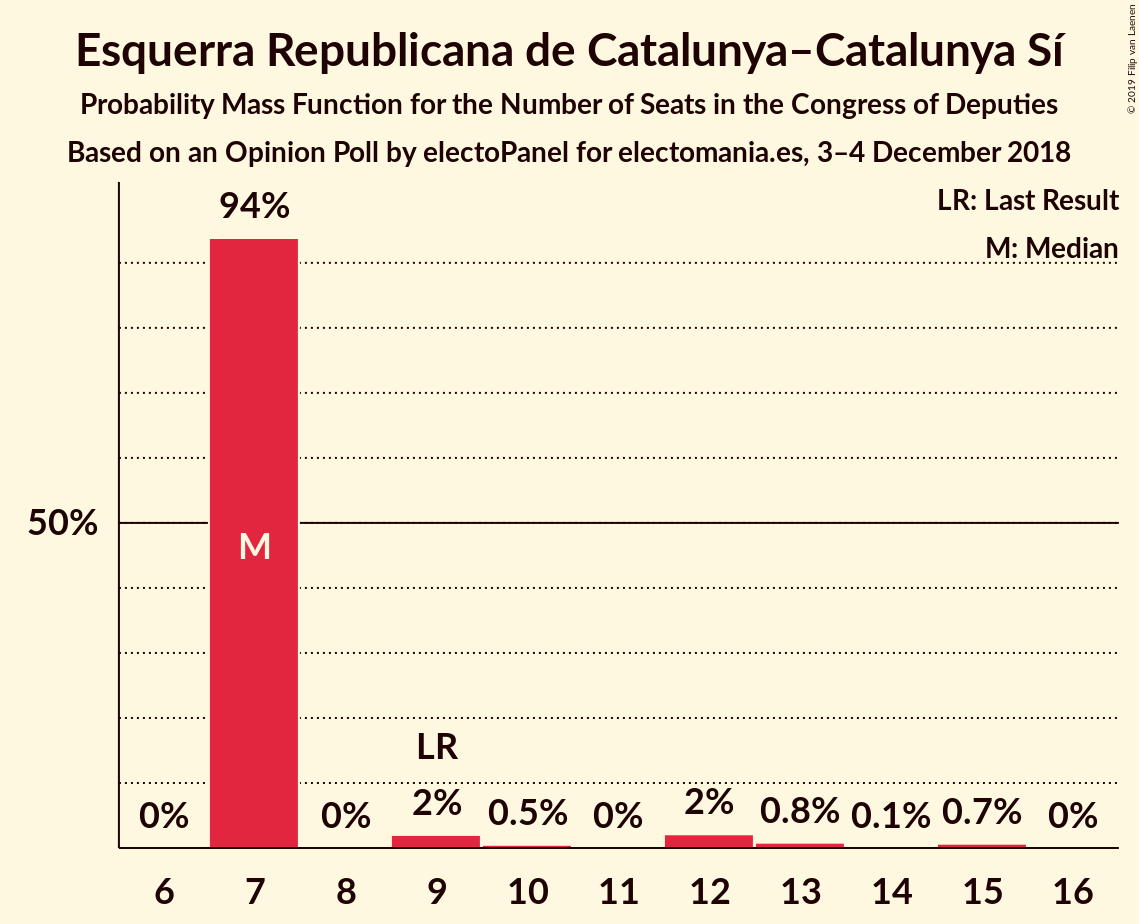 Esquerra Republicana de Catalunya–Catalunya Sí
Probability Mass Function for the Number of Seats in the Congress of Deputies
Based on an Opinion Poll by electoPanel for electomania.es, 3–4 December 2018
© 2019 Filip van Laenen
LR: Last Result
M: Median
94%
50%
M
LR
0% 0% 2% 0.5% 0% 2% 0.8% 0.1% 0.7% 0%
6 7 8 9 10 11 12 13 14 15 16